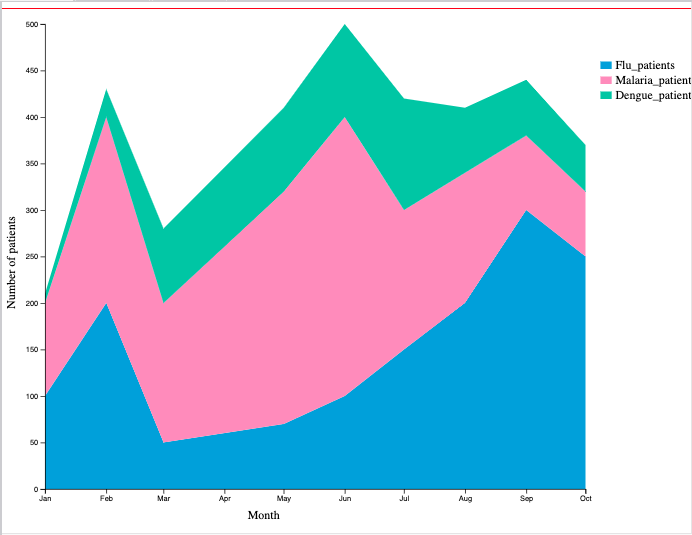 500
450
400
350
300
250
200
150
100
50
0
Number of patients
Jan Feb Mar Apr May Jun Jul Aug Sep Oct
Month
Flu_patients
Malaria_patient
Dengue_patient